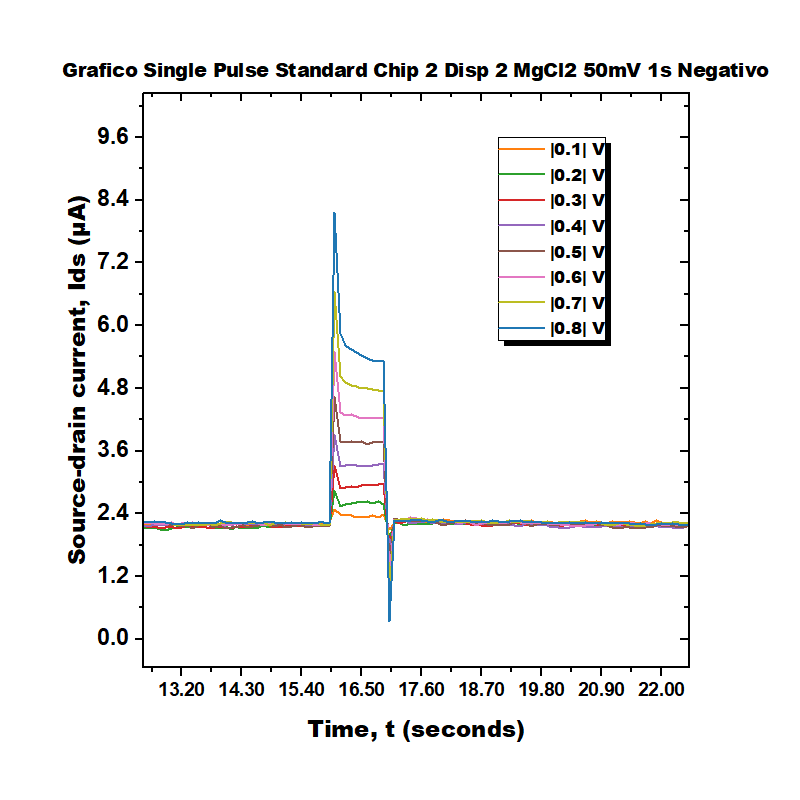 Grafico Single Pulse Standard Chip 2 Disp 2 MgCl2 50mV 1s Negativo
9.6
8.4
7.2
6.0
4.8
3.6
2.4
1.2
0.0
Source-drain current, Ids (μA)
|0.1| V
|0.2| V
|0.3| V
|0.4| V
|0.5| V
|0.6| V
|0.7| V
|0.8| V
13.20 14.30 15.40 16.50 17.60 18.70 19.80 20.90 22.00
Time, t (seconds)